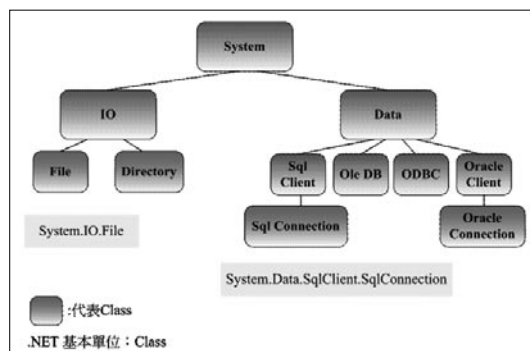 System
IO
Data
File
Directory
Sql
Client
Ole DB
ODBC
Oracle
Client
Sql Connection
Oracle
Connection
System.IO.File
System.Data.SqlClient.SqlConnection
:代表Class
.NET 基本單位：Class